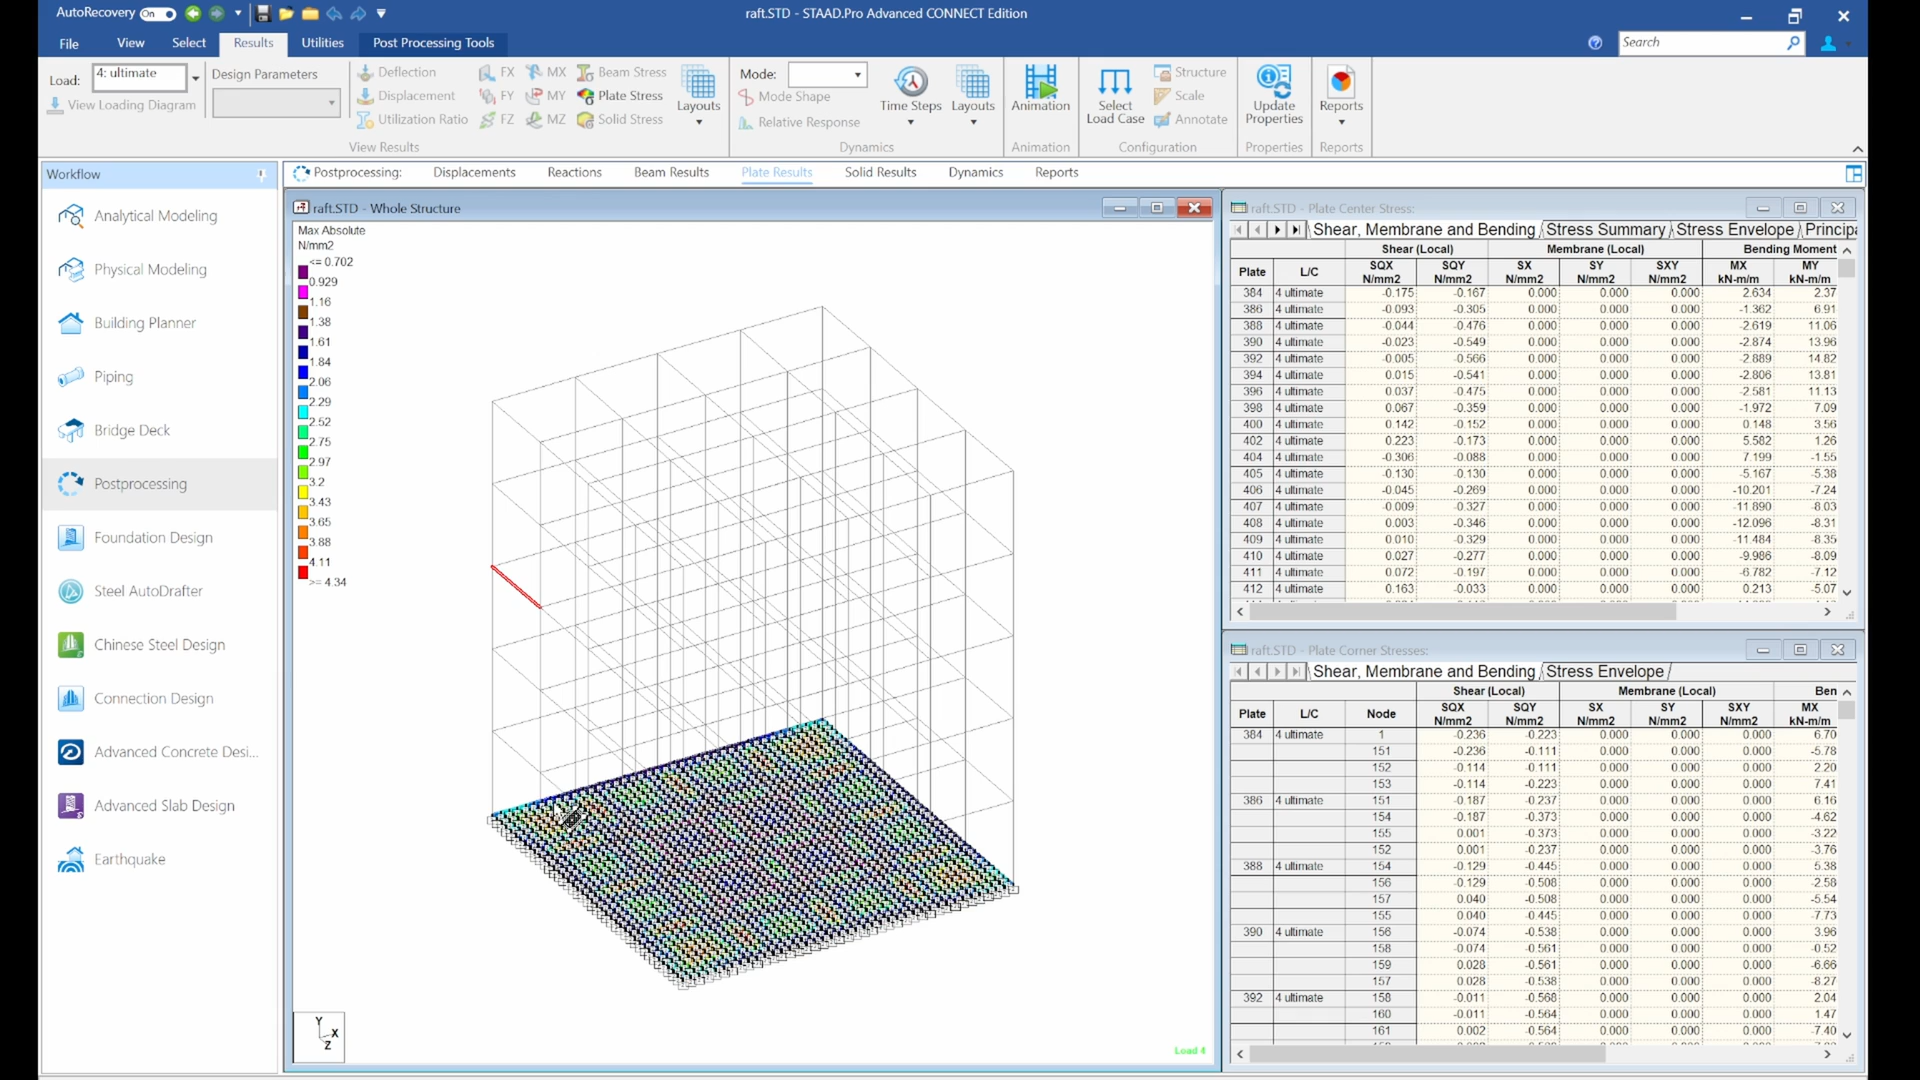 AutoRecovery On
raft.STD - STAAD.Pro Advanced CONNECT Edition
File View Select Results Utilities Post Processing Tools
Search
Load: 4: ultimate
View Loading Diagram
Design Parameters
Deflection
Displacement
Utilization Ratio
FX MX Beam Stress
FY MY Plate Stress
FZ MZ Solid Stress
Layouts
View Results
Mode:
Mode Shape
Relative Response
Time Steps
Layouts
Dynamics
Animation
Animation
Select Load Case
Structure
Scale
Annotate
Configuration
Update Properties
Properties
Reports
Reports
Workflow
Analytical Modeling
Physical Modeling
Building Planner
Piping
Bridge Deck
Postprocessing
Foundation Design
Steel AutoDrafter
Chinese Steel Design
Connection Design
Advanced Concrete Desi...
Advanced Slab Design
Earthquake
Postprocessing: Displacements Reactions Beam Results Plate Results Solid Results Dynamics Reports
raft.STD - Whole Structure
Max Absolute
N/mm2
<= 0.702
0.929
1.16
1.38
1.61
1.84
2.06
2.29
2.52
2.75
2.97
3.2
3.43
3.65
3.88
4.11
>= 4.34
Y
X
Z
Load 4
raft.STD - Plate Center Stress:
Shear, Membrane and Bending Stress Summary Stress Envelope Principa
Shear (Local) Membrane (Local) Bending Moment
Plate L/C SQX N/mm2 SQY N/mm2 SX N/mm2 SY N/mm2 SXY N/mm2 MX kN-m/m MY kN-m/m
384 4 ultimate -0.175 -0.167 0.000 0.000 0.000 2.634 2.37
386 4 ultimate -0.093 -0.305 0.000 0.000 0.000 -1.362 6.91
388 4 ultimate -0.044 -0.476 0.000 0.000 0.000 -2.619 11.06
390 4 ultimate -0.023 -0.549 0.000 0.000 0.000 -2.874 13.96
392 4 ultimate -0.005 -0.566 0.000 0.000 0.000 -2.889 14.82
394 4 ultimate 0.015 -0.541 0.000 0.000 0.000 -2.806 13.81
396 4 ultimate 0.037 -0.475 0.000 0.000 0.000 -2.581 11.13
398 4 ultimate 0.067 -0.359 0.000 0.000 0.000 -1.972 7.09
400 4 ultimate 0.142 -0.152 0.000 0.000 0.000 0.148 3.56
402 4 ultimate 0.223 -0.173 0.000 0.000 0.000 5.582 1.26
404 4 ultimate -0.306 -0.088 0.000 0.000 0.000 7.199 -1.55
405 4 ultimate -0.130 -0.130 0.000 0.000 0.000 -5.167 -5.38
406 4 ultimate -0.045 -0.269 0.000 0.000 0.000 -10.201 -7.24
407 4 ultimate -0.009 -0.327 0.000 0.000 0.000 -11.890 -8.03
408 4 ultimate 0.003 -0.346 0.000 0.000 0.000 -12.096 -8.31
409 4 ultimate 0.010 -0.329 0.000 0.000 0.000 -11.484 -8.35
410 4 ultimate 0.027 -0.277 0.000 0.000 0.000 -9.986 -8.09
411 4 ultimate 0.072 -0.197 0.000 0.000 0.000 -6.782 -7.12
412 4 ultimate 0.163 -0.033 0.000 0.000 0.000 0.213 -5.07
raft.STD - Plate Corner Stresses:
Shear, Membrane and Bending Stress Envelope
Shear (Local) Membrane (Local) Ben
Plate L/C Node SQX N/mm2 SQY N/mm2 SX N/mm2 SY N/mm2 SXY N/mm2 MX kN-m/m
384 4 ultimate 1 -0.236 -0.223 0.000 0.000 0.000 6.70
151 -0.236 -0.111 0.000 0.000 0.000 -5.78
152 -0.114 -0.111 0.000 0.000 0.000 2.20
153 -0.114 -0.223 0.000 0.000 0.000 7.41
386 4 ultimate 151 -0.187 -0.237 0.000 0.000 0.000 6.16
154 -0.187 -0.373 0.000 0.000 0.000 -4.62
155 0.001 -0.373 0.000 0.000 0.000 -3.22
152 0.001 -0.237 0.000 0.000 0.000 -3.76
388 4 ultimate 154 -0.129 -0.445 0.000 0.000 0.000 5.38
156 -0.129 -0.508 0.000 0.000 0.000 -2.58
157 0.040 -0.508 0.000 0.000 0.000 -5.54
155 0.040 -0.445 0.000 0.000 0.000 -7.73
390 4 ultimate 156 -0.074 -0.538 0.000 0.000 0.000 3.96
158 -0.074 -0.561 0.000 0.000 0.000 -0.52
159 0.028 -0.561 0.000 0.000 0.000 -6.66
157 0.028 -0.538 0.000 0.000 0.000 -8.27
392 4 ultimate 158 -0.011 -0.568 0.000 0.000 0.000 2.04
160 -0.011 -0.564 0.000 0.000 0.000 1.47
161 0.002 -0.564 0.000 0.000 0.000 -7.40